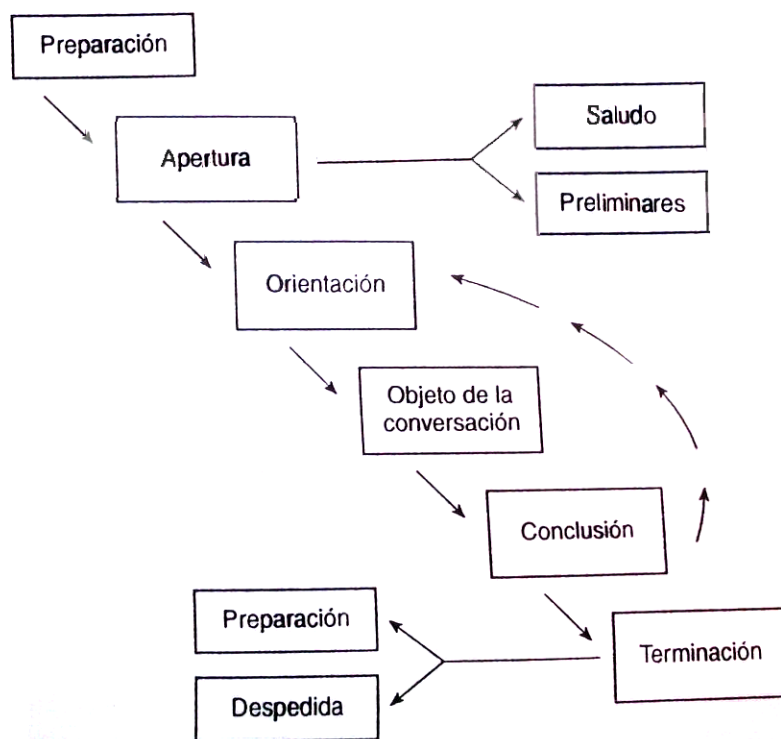 Preparación
Saludo
Apertura
Preliminares
Orientación
Objeto de la
conversación
Conclusión
Preparación
Terminación
Despedida